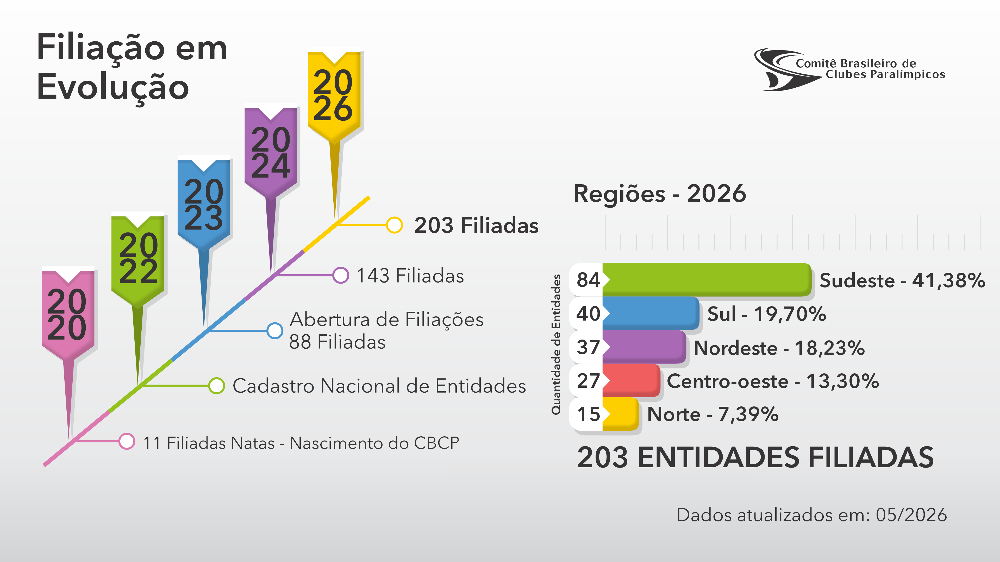 Filiação em
Evolução
Comitê Brasileiro de
Clubes Paralímpicos
20
26
20
24
20
23
20
22
20
20
203 Filiadas
143 Filiadas
Abertura de Filiações
88 Filiadas
Cadastro Nacional de Entidades
11 Filiadas Natas - Nascimento do CBCP
Regiões - 2026
Quantidade de Entidades
84 Sudeste - 41,38%
40 Sul - 19,70%
37 Nordeste - 18,23%
27 Centro-oeste - 13,30%
15 Norte - 7,39%
203 ENTIDADES FILIADAS
Dados atualizados em: 05/2026